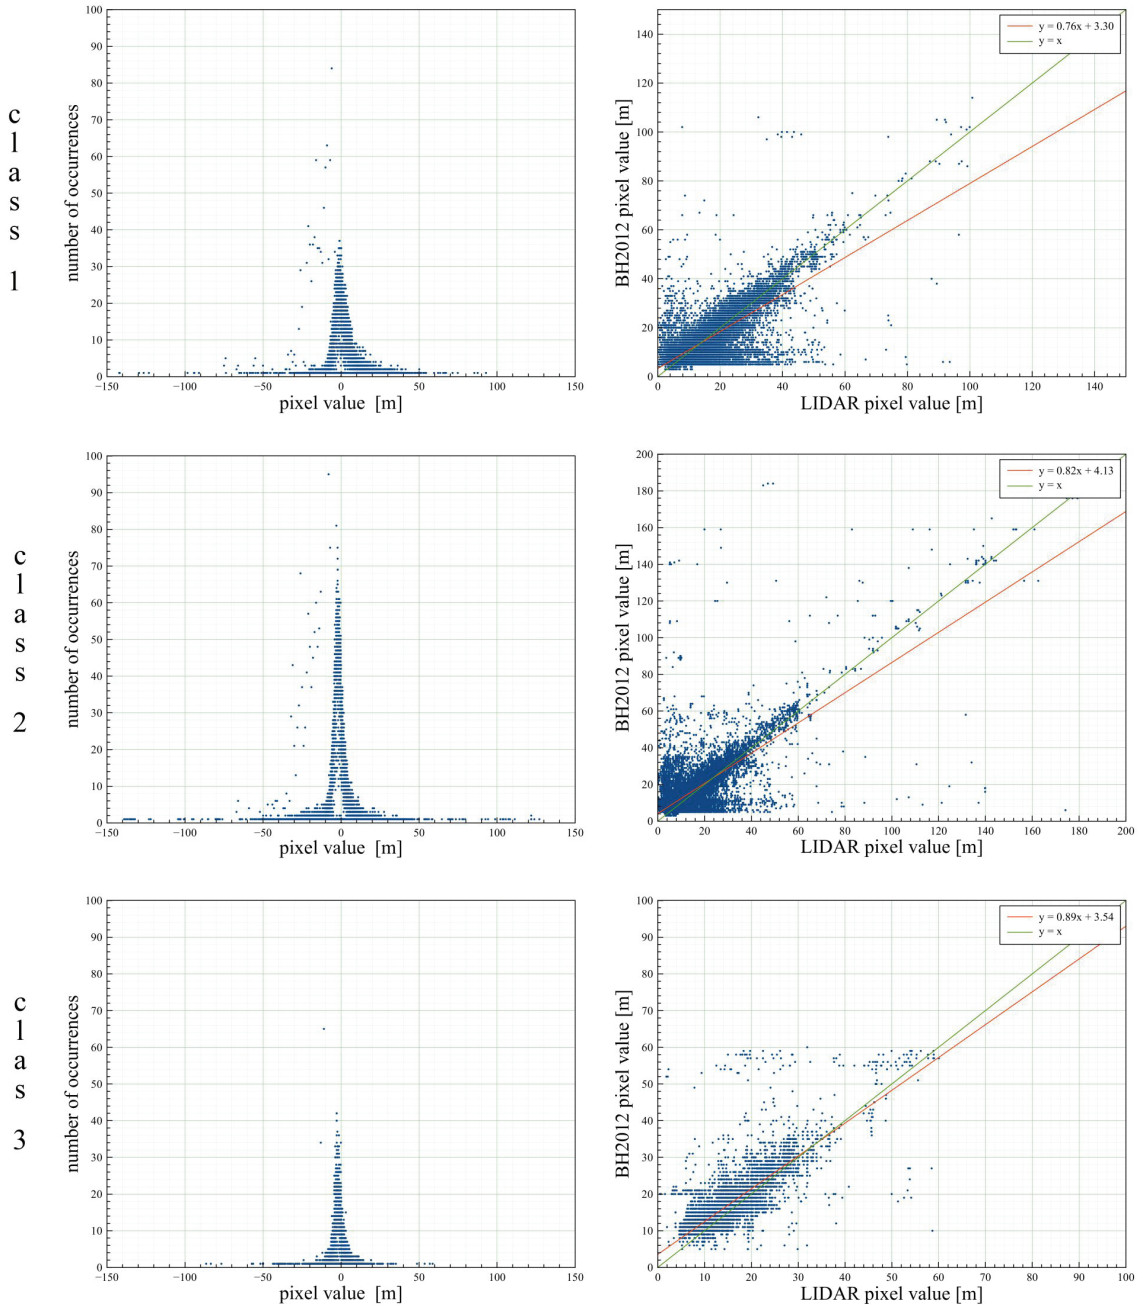 class 1
number of occurrences
100
90
80
70
60
50
40
30
20
10
0
−150 −100 −50 0 50 100 150
pixel value [m]
BH2012 pixel value [m]
140
120
100
80
60
40
20
0
0 20 40 60 80 100 120 140
LIDAR pixel value [m]
y = 0.76x + 3.30
y = x
class 2
number of occurrences
100
90
80
70
60
50
40
30
20
10
0
−150 −100 −50 0 50 100 150
pixel value [m]
BH2012 pixel value [m]
200
180
160
140
120
100
80
60
40
20
0
0 20 40 60 80 100 120 140 160 180 200
LIDAR pixel value [m]
y = 0.82x + 4.13
y = x
class 3
number of occurrences
100
90
80
70
60
50
40
30
20
10
0
−150 −100 −50 0 50 100 150
pixel value [m]
BH2012 pixel value [m]
100
90
80
70
60
50
40
30
20
10
0
0 10 20 30 40 50 60 70 80 90 100
LIDAR pixel value [m]
y = 0.89x + 3.54
y = x